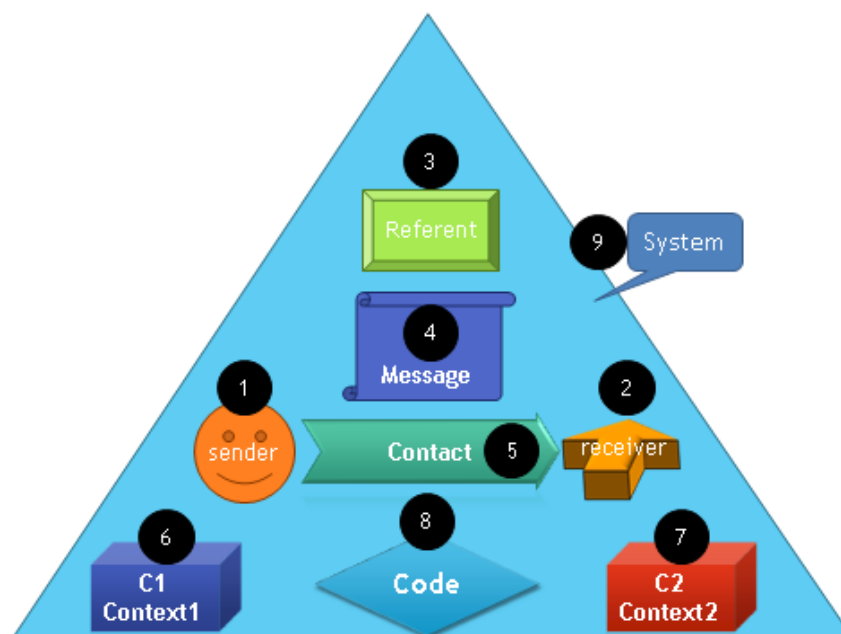 3
Referent
9
System
4
Message
1
2
sender
Contact
5
receiver
6
8
7
C1
Context1
Code
C2
Context2